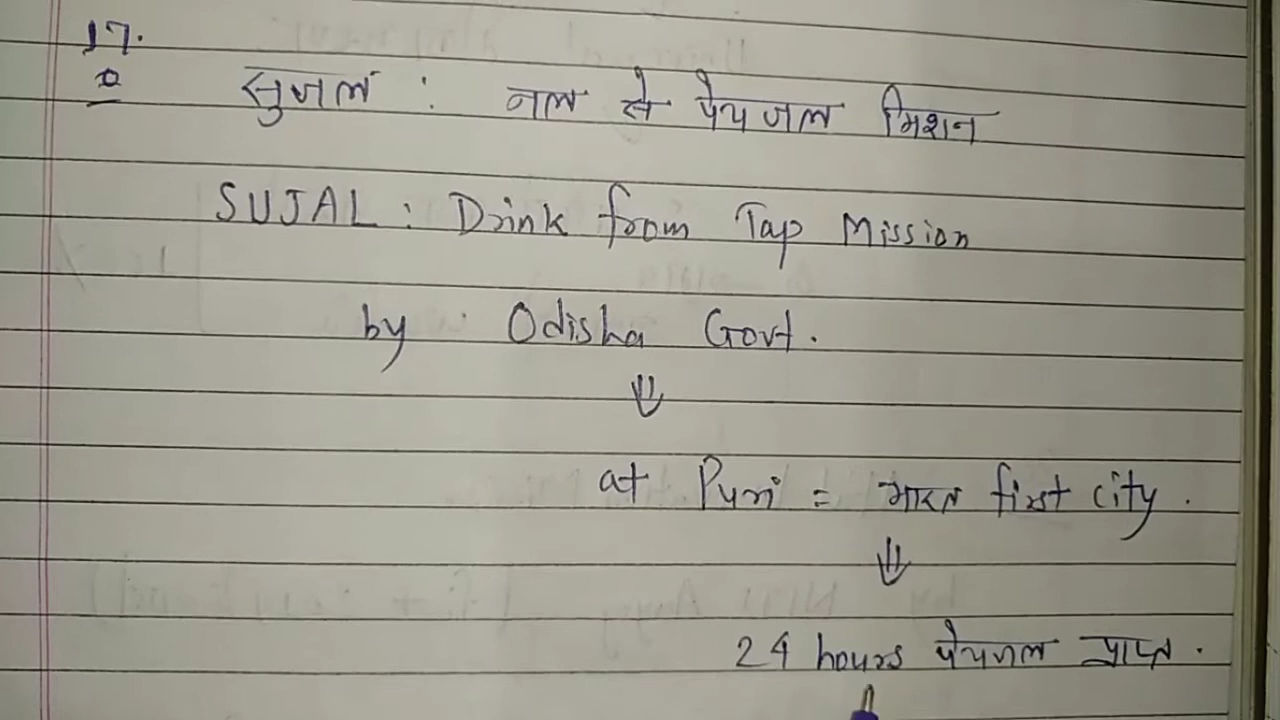 17.
सुजल : नल से पेयजल मिशन
SUJAL : Drink from Tap Mission
by Odisha Govt.
at Puri = भारत first city .
24 hours पेयजल प्राप्त .